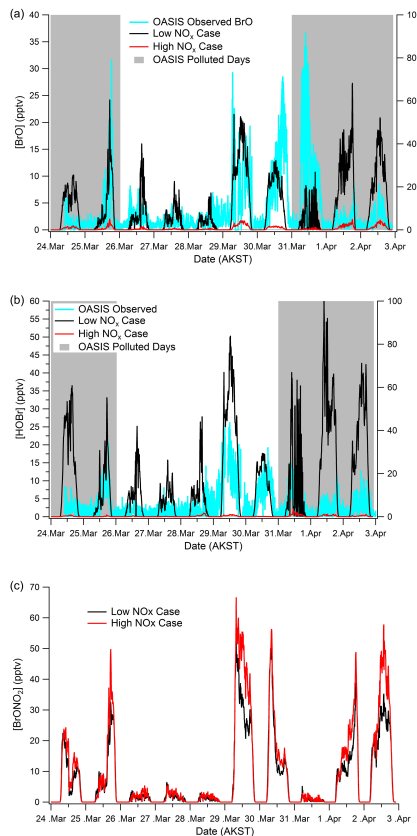 (a)
40
35
30
25
20
15
10
5
0
[BrO] (pptv)
OASIS Observed BrO
Low NOx Case
High NOx Case
OASIS Polluted Days
100
80
60
40
20
0
24.Mar 25.Mar 26.Mar 27.Mar 28.Mar 29.Mar 30.Mar 31.Mar 1.Apr 2.Apr 3.Apr
Date (AKST)
(b)
60
55
50
45
40
35
30
25
20
15
10
5
0
[HOBr] (pptv)
OASIS Observed
Low NOx Case
High NOx Case
OASIS Polluted Days
100
80
60
40
20
0
24.Mar 25.Mar 26.Mar 27.Mar 28.Mar 29.Mar 30.Mar 31.Mar 1.Apr 2.Apr 3.Apr
Date (AKST)
(c)
70
60
50
40
30
20
10
0
[BrONO2] (pptv)
Low NOx Case
High NOx Case
24 .Mar 25.Mar 26.Mar 27.Mar 28.Mar 29.Mar 30.Mar 31.Mar 1.Apr 2.Apr 3.Apr
Date (AKST)